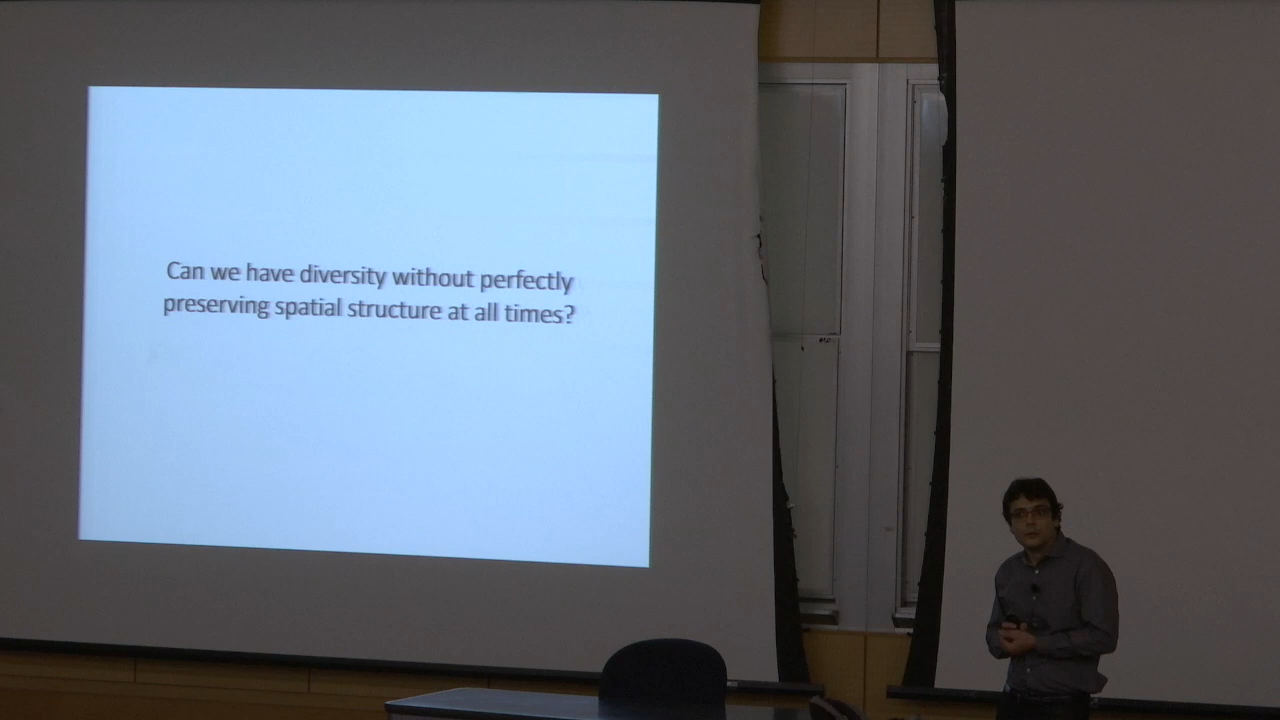 Can we have diversity without perfectly
preserving spatial structure at all times?